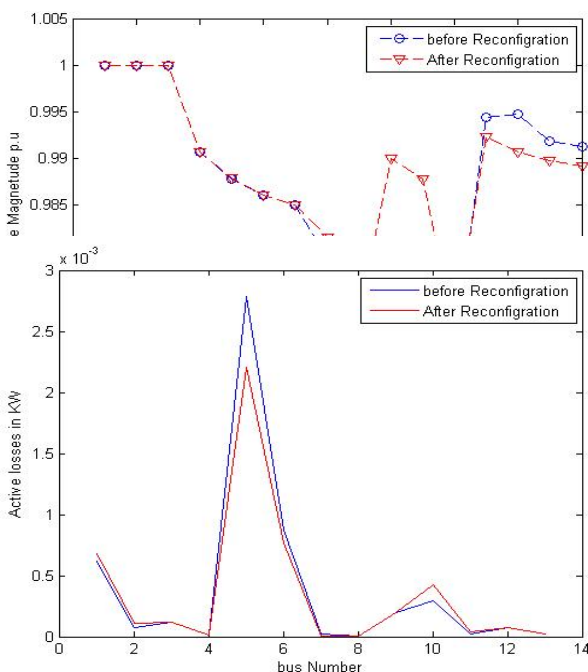 1.005
before Reconfigration
After Reconfigration
1
0.995
0.99
0.985
e Magnetude p.u
x 10
-3
3
before Reconfigration
After Reconfigration
2.5
2
1.5
1
0.5
0
Active losses in KW
0 2 4 6 8 10 12 14
bus Number